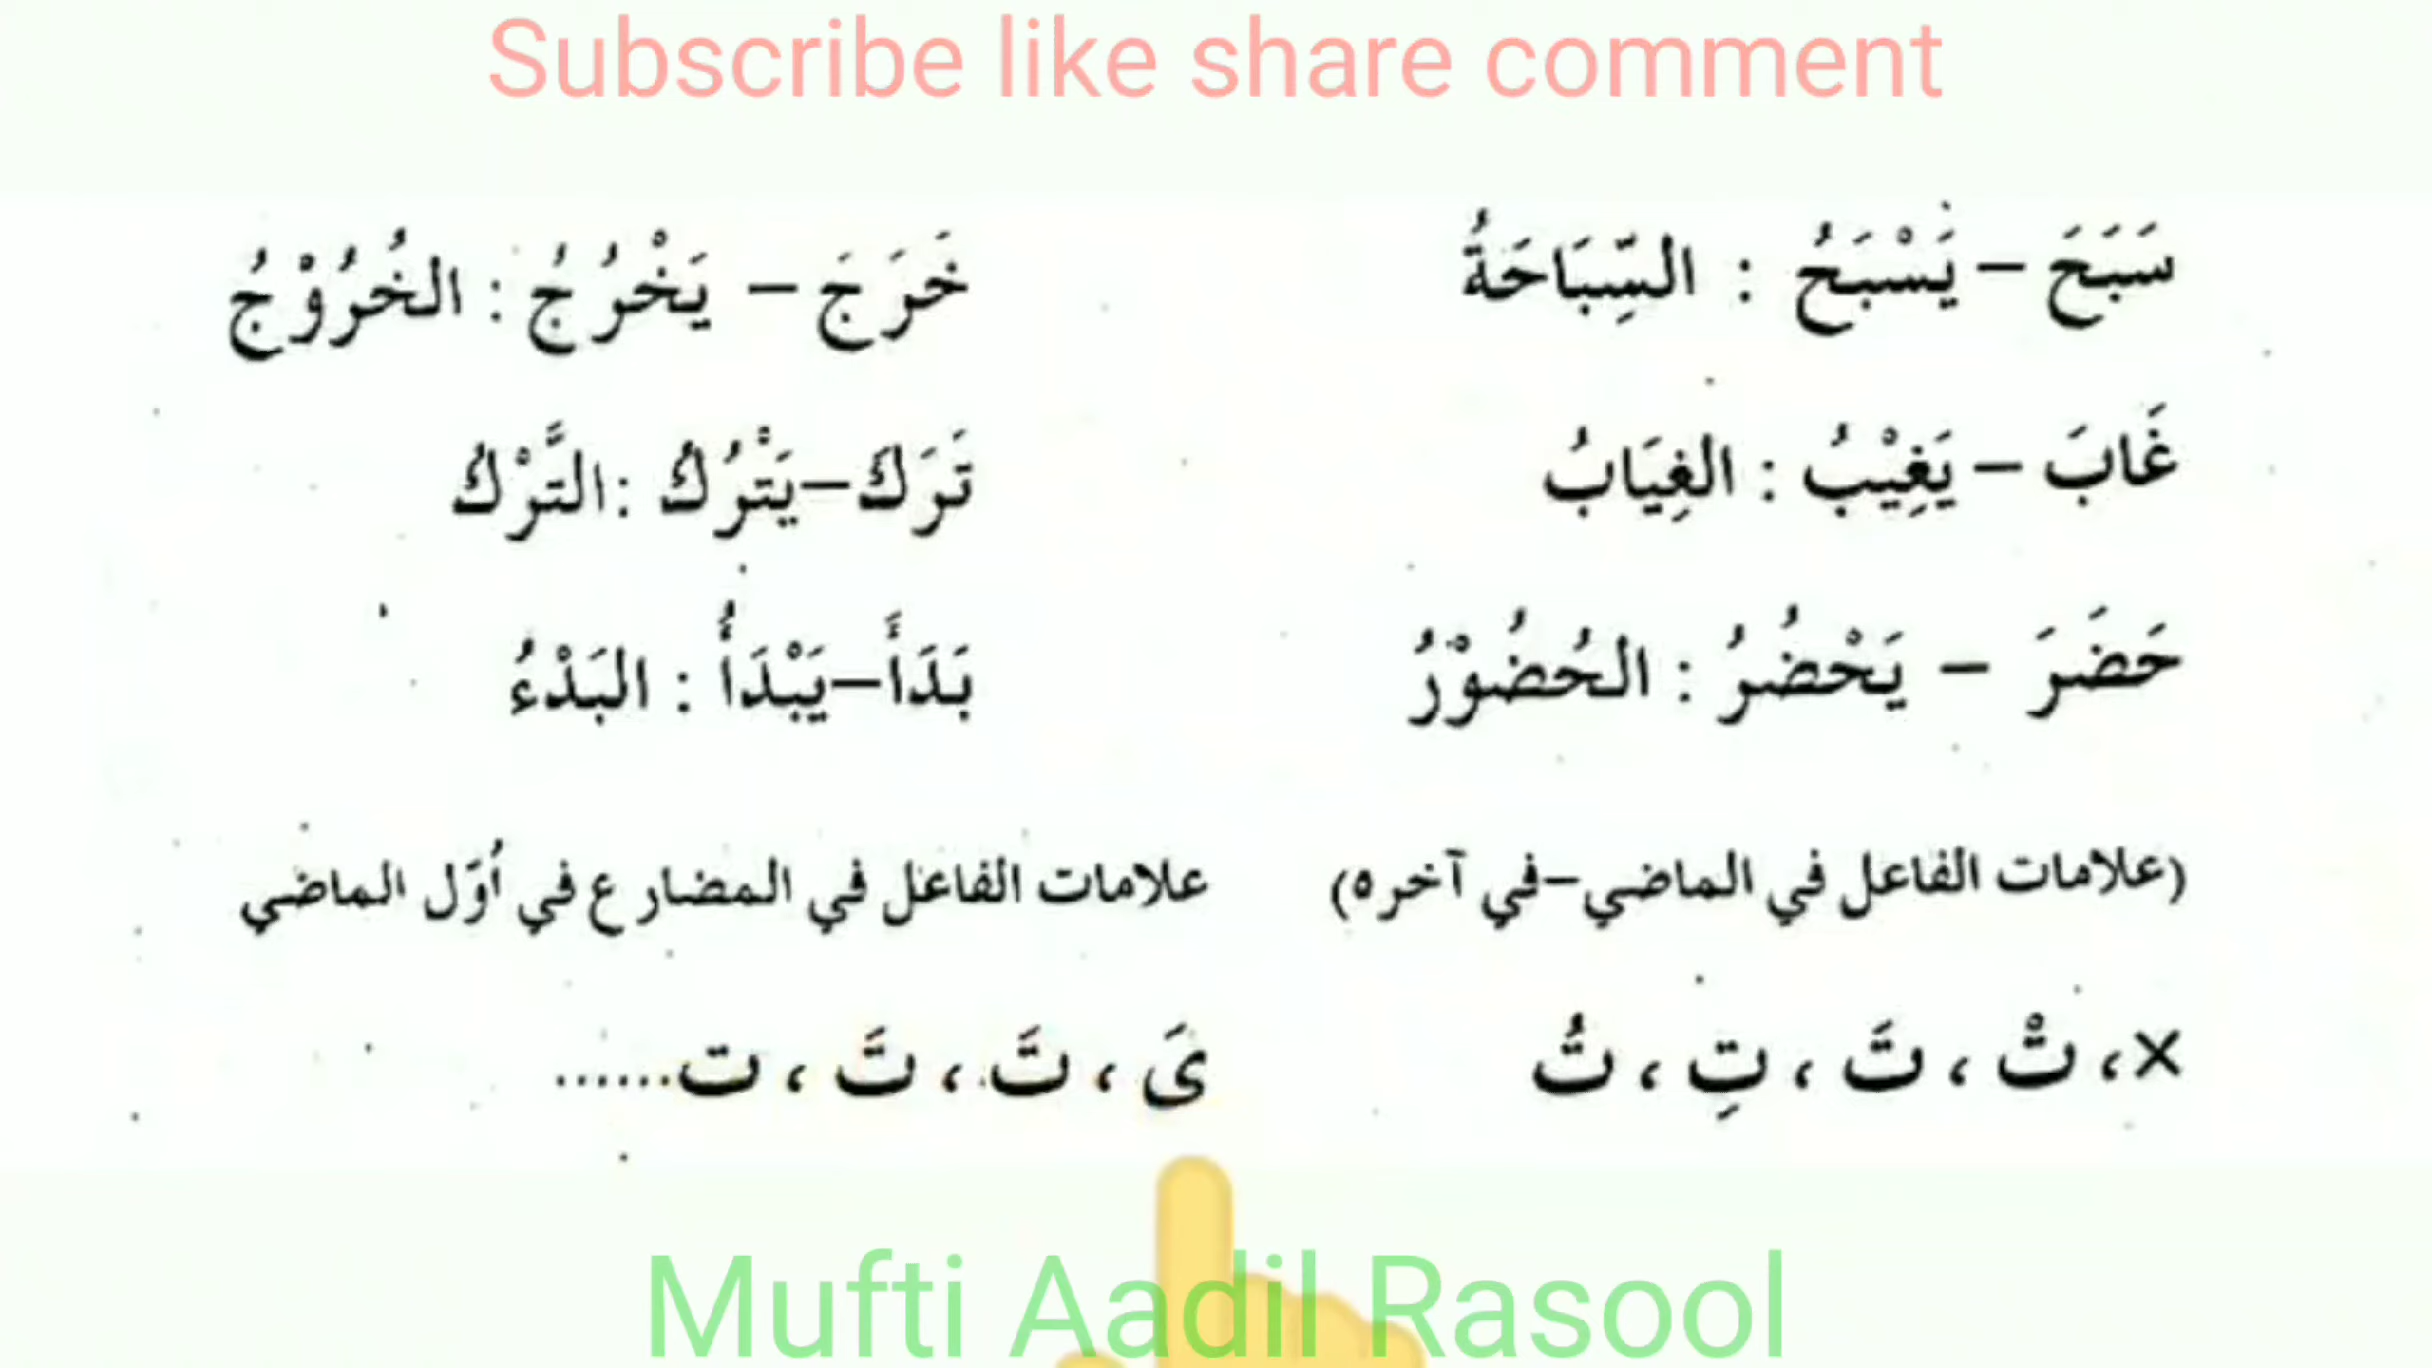 Subscribe like share comment
سَبَحَ – يَسْبَحُ : السِّبَاحَةُ خَرَجَ – يَخْرُجُ : الخُرُوْجُ
غَابَ – يَغِيْبُ : الغِيَابُ تَرَكَ–يَتْرُكُ :التَّرْكُ
حَضَرَ – يَحْضُرُ : الحُضُوْرُ بَدَأَ–يَبْدَأُ : البَدْءُ
(علامات الفاعل في الماضي–في آخره) علامات الفاعل في المضارع في أوَّل الماضي
×، تْ ، تَ ، تِ ، تُ يَ ، تَ ، تَ ، ت......
Mufti Aadil Rasool